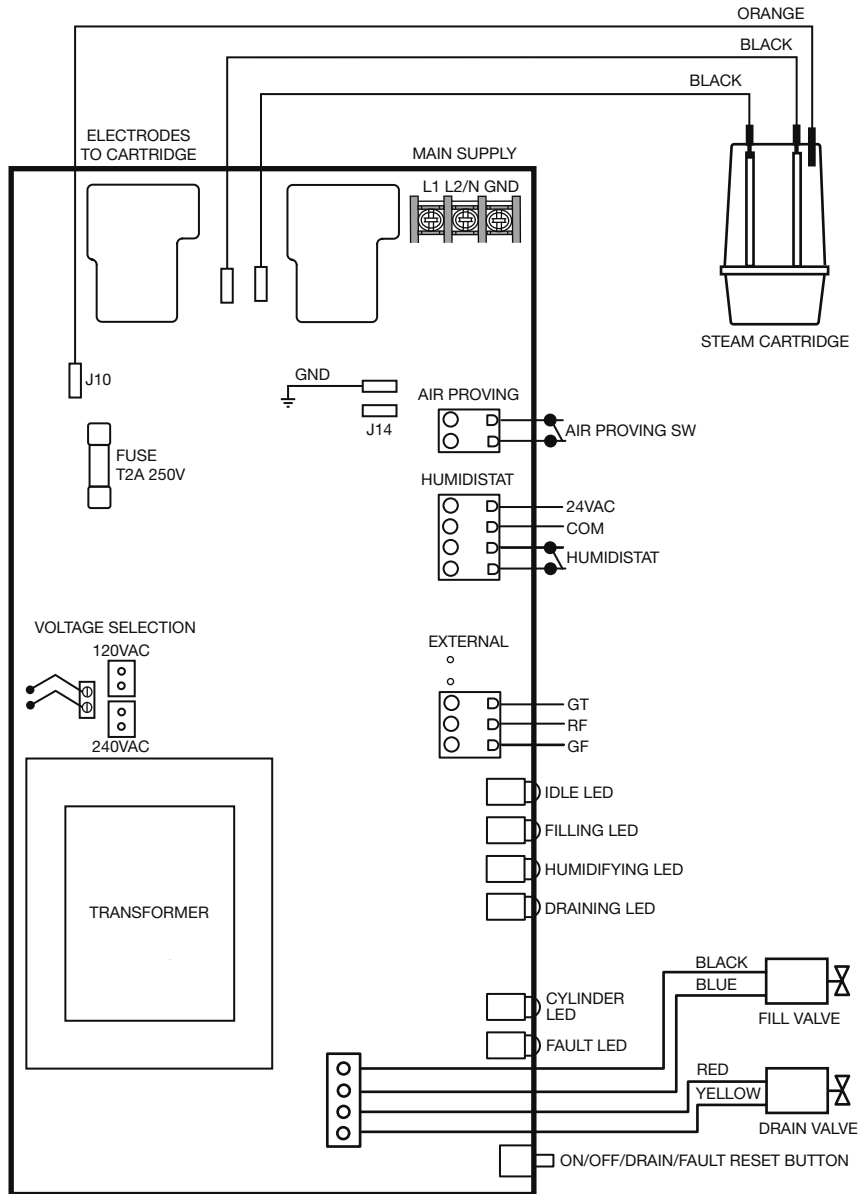 ORANGE
BLACK
BLACK
ELECTRODES
TO CARTRIDGE
MAIN SUPPLY
L1 L2/N GND
STEAM CARTRIDGE
J10
GND
J14
AIR PROVING
AIR PROVING SW
FUSE
T2A 250V
HUMIDISTAT
24VAC
COM
HUMIDISTAT
VOLTAGE SELECTION
120VAC
240VAC
EXTERNAL
GT
RF
GF
IDLE LED
FILLING LED
HUMIDIFYING LED
DRAINING LED
TRANSFORMER
CYLINDER
LED
FAULT LED
BLACK
BLUE
FILL VALVE
RED
YELLOW
DRAIN VALVE
ON/OFF/DRAIN/FAULT RESET BUTTON